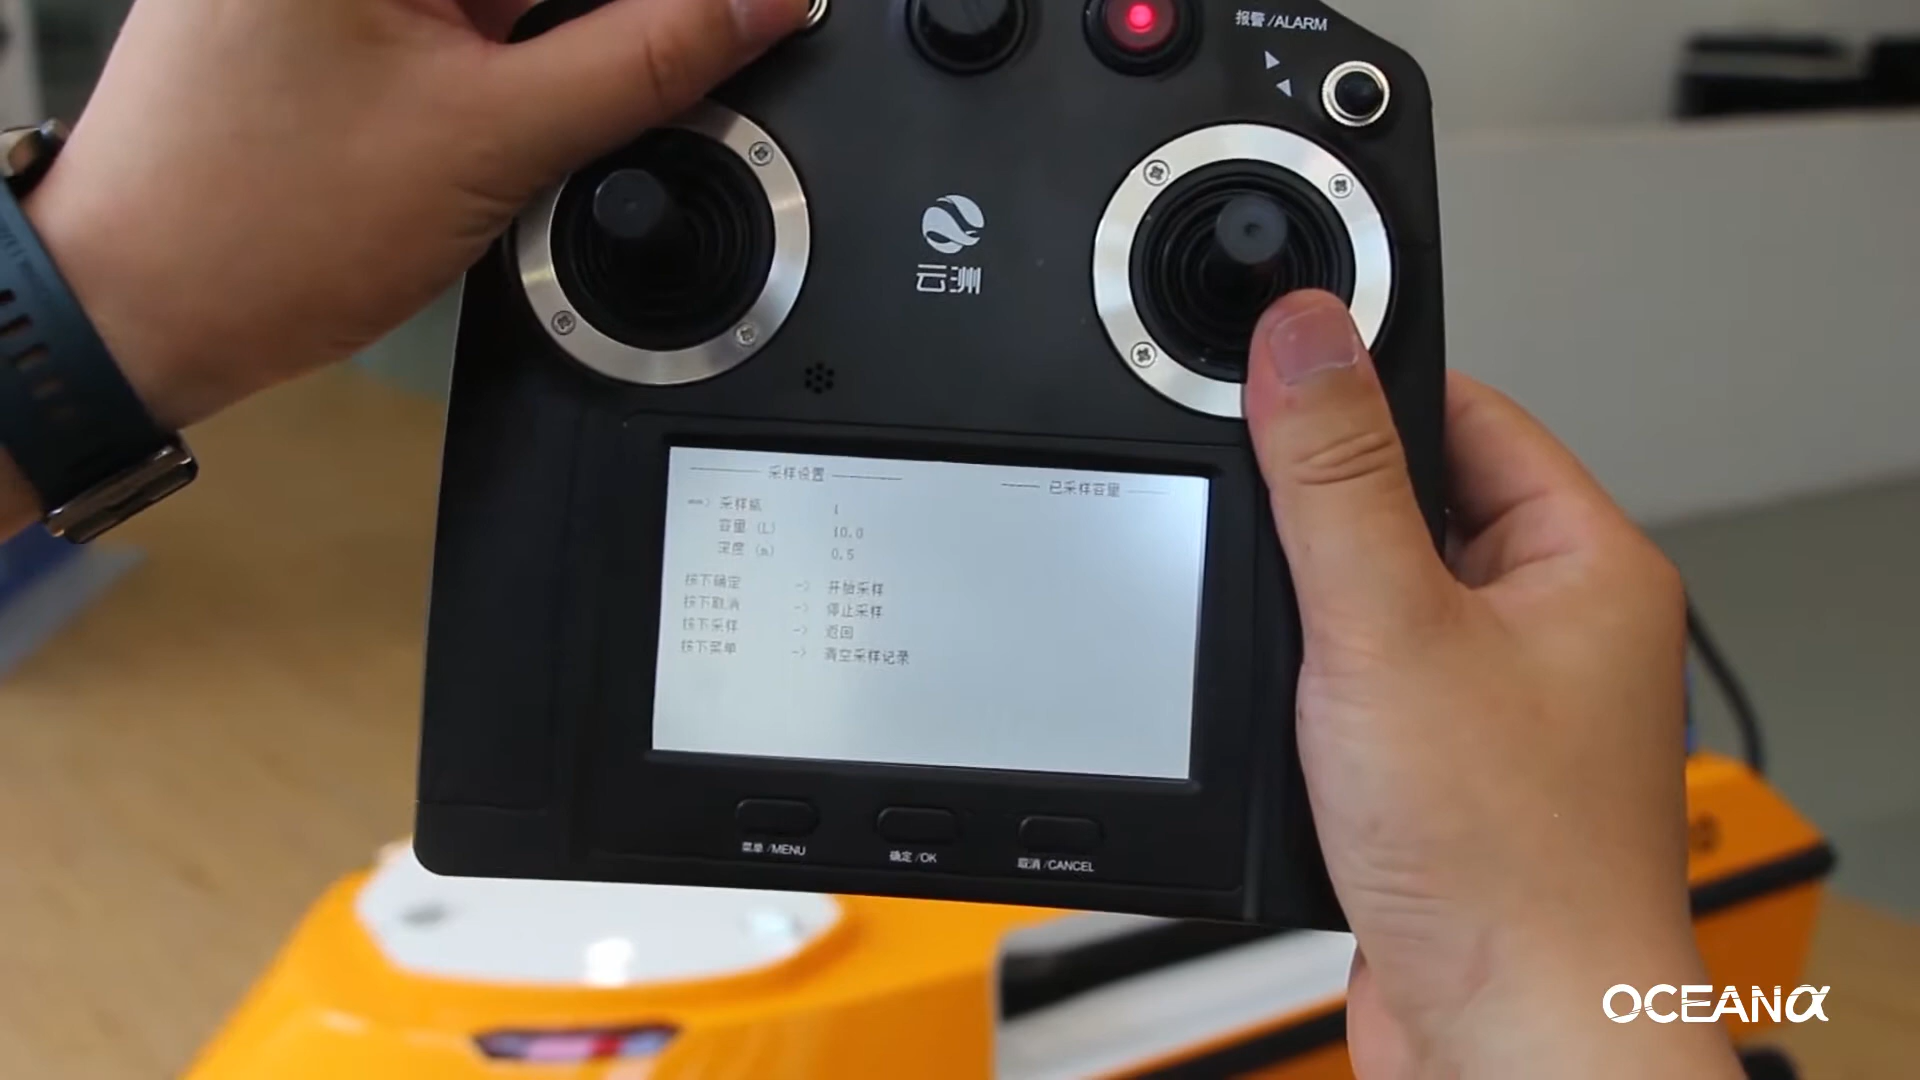 报警/ALARM
云洲
采样设置
已采样容量
==> 采样瓶 1
容量 (L) 10.0
深度 (m) 0.5
按下确定 -> 开始采样
按下取消 -> 停止采样
按下采样 -> 返回
按下菜单 -> 清空采样记录
菜单/MENU
确定/OK
取消/CANCEL
OCEANα